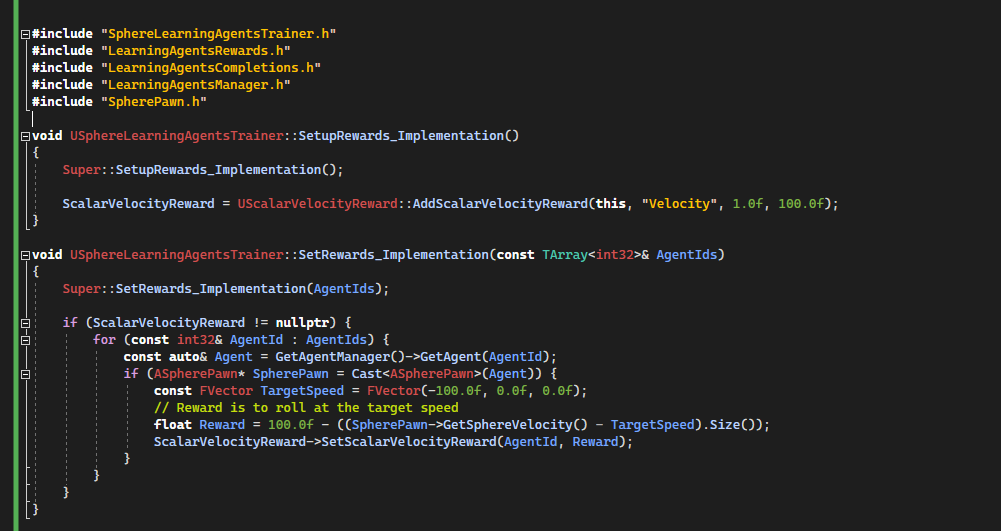 #include "SphereLearningAgentsTrainer.h"
#include "LearningAgentsRewards.h"
#include "LearningAgentsCompletions.h"
#include "LearningAgentsManager.h"
#include "SpherePawn.h"
void USphereLearningAgentsTrainer::SetupRewards_Implementation()
{
Super::SetupRewards_Implementation();
ScalarVelocityReward = UScalarVelocityReward::AddScalarVelocityReward(this, "Velocity", 1.0f, 100.0f);
}
void USphereLearningAgentsTrainer::SetRewards_Implementation(const TArray<int32>& AgentIds)
{
Super::SetRewards_Implementation(AgentIds);
if (ScalarVelocityReward != nullptr) {
for (const int32& AgentId : AgentIds) {
const auto& Agent = GetAgentManager()->GetAgent(AgentId);
if (ASpherePawn* SpherePawn = Cast<ASpherePawn>(Agent)) {
const FVector TargetSpeed = FVector(-100.0f, 0.0f, 0.0f);
// Reward is to roll at the target speed
float Reward = 100.0f - ((SpherePawn->GetSphereVelocity() - TargetSpeed).Size());
ScalarVelocityReward->SetScalarVelocityReward(AgentId, Reward);
}
}
}
}